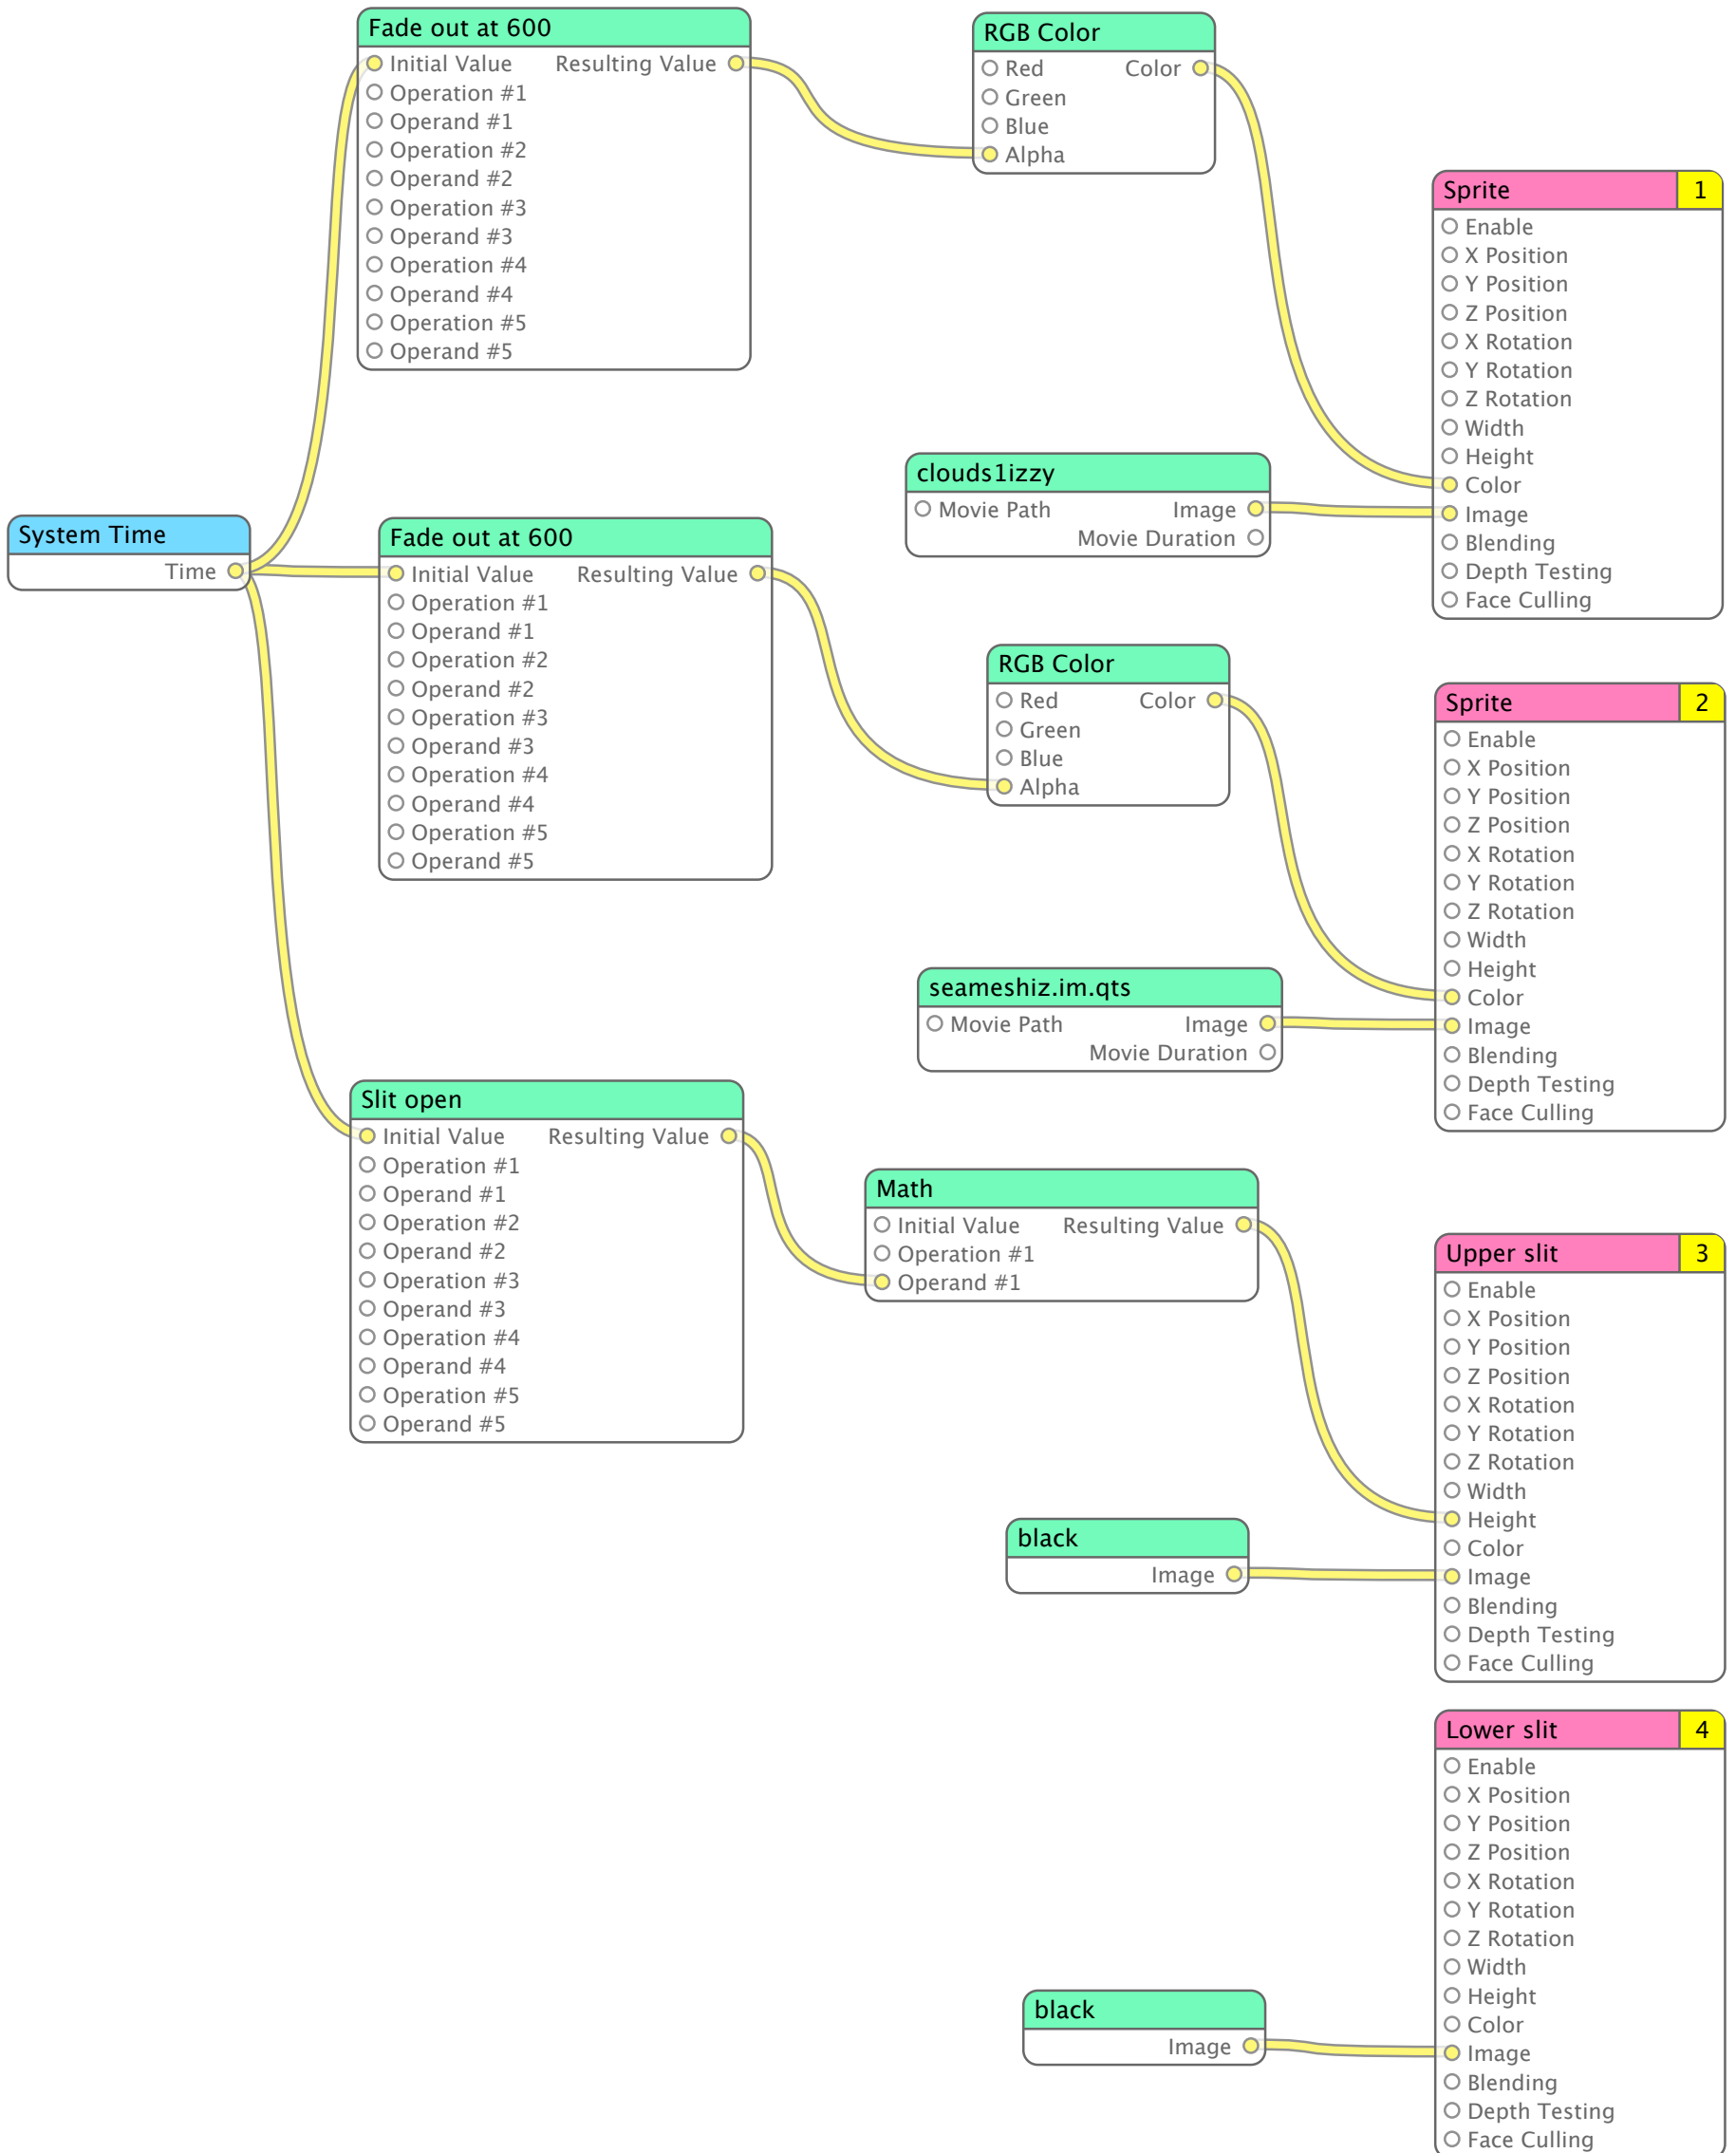 Fade out at 600
Initial Value Resulting Value
Operation #1
Operand #1
Operation #2
Operand #2
Operation #3
Operand #3
Operation #4
Operand #4
Operation #5
Operand #5
RGB Color
Red Color
Green
Blue
Alpha
Sprite 1
Enable
X Position
Y Position
Z Position
X Rotation
Y Rotation
Z Rotation
Width
Height
Color
Image
Blending
Depth Testing
Face Culling
clouds1izzy
Movie Path Image
Movie Duration
System Time
Time
Fade out at 600
Initial Value Resulting Value
Operation #1
Operand #1
Operation #2
Operand #2
Operation #3
Operand #3
Operation #4
Operand #4
Operation #5
Operand #5
RGB Color
Red Color
Green
Blue
Alpha
Sprite 2
Enable
X Position
Y Position
Z Position
X Rotation
Y Rotation
Z Rotation
Width
Height
Color
Image
Blending
Depth Testing
Face Culling
seameshiz.im.qts
Movie Path Image
Movie Duration
Slit open
Initial Value Resulting Value
Operation #1
Operand #1
Operation #2
Operand #2
Operation #3
Operand #3
Operation #4
Operand #4
Operation #5
Operand #5
Math
Initial Value Resulting Value
Operation #1
Operand #1
Upper slit 3
Enable
X Position
Y Position
Z Position
X Rotation
Y Rotation
Z Rotation
Width
Height
Color
Image
Blending
Depth Testing
Face Culling
black
Image
Lower slit 4
Enable
X Position
Y Position
Z Position
X Rotation
Y Rotation
Z Rotation
Width
Height
Color
Image
Blending
Depth Testing
Face Culling
black
Image